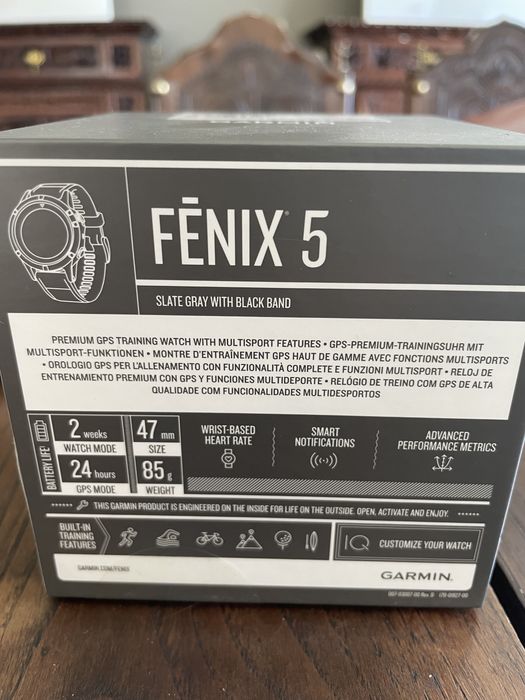 FĒNIX® 5
SLATE GRAY WITH BLACK BAND
PREMIUM GPS TRAINING WATCH WITH MULTISPORT FEATURES • GPS-PREMIUM-TRAININGSUHR MIT
MULTISPORT-FUNKTIONEN • MONTRE D'ENTRAÎNEMENT GPS HAUT DE GAMME AVEC FONCTIONS MULTISPORTS
• OROLOGIO GPS PER L'ALLENAMENTO CON FUNZIONALITÀ COMPLETE E FUNZIONI MULTISPORT • RELOJ DE
ENTRENAMIENTO PREMIUM CON GPS Y FUNCIONES MULTIDEPORTE • RELÓGIO DE TREINO COM GPS DE ALTA
QUALIDADE COM FUNCIONALIDADES MULTIDESPORTOS
BATTERY LIFE:
2 weeks
WATCH MODE
24 hours
GPS MODE
47 mm
SIZE
85 g
WEIGHT
WRIST-BASED
HEART RATE
SMART
NOTIFICATIONS
ADVANCED
PERFORMANCE METRICS
THIS GARMIN PRODUCT IS ENGINEERED ON THE INSIDE FOR LIFE ON THE OUTSIDE. OPEN, ACTIVATE AND ENJOY.
BUILT-IN
TRAINING
FEATURES
IQ CUSTOMIZE YOUR WATCH
GARMIN.COM/FENIX
GARMIN.